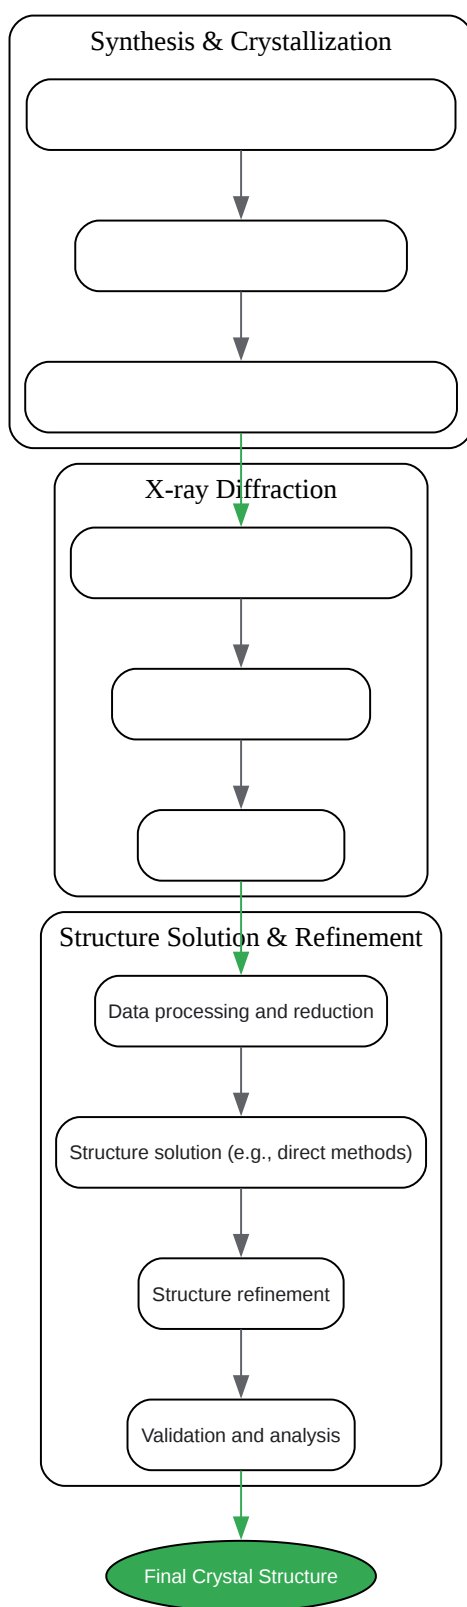 Synthesis & Crystallization
X-ray Diffraction
Structure Solution & Refinement
Data processing and reduction
Structure solution (e.g., direct methods)
Structure refinement
Validation and analysis
Final Crystal Structure